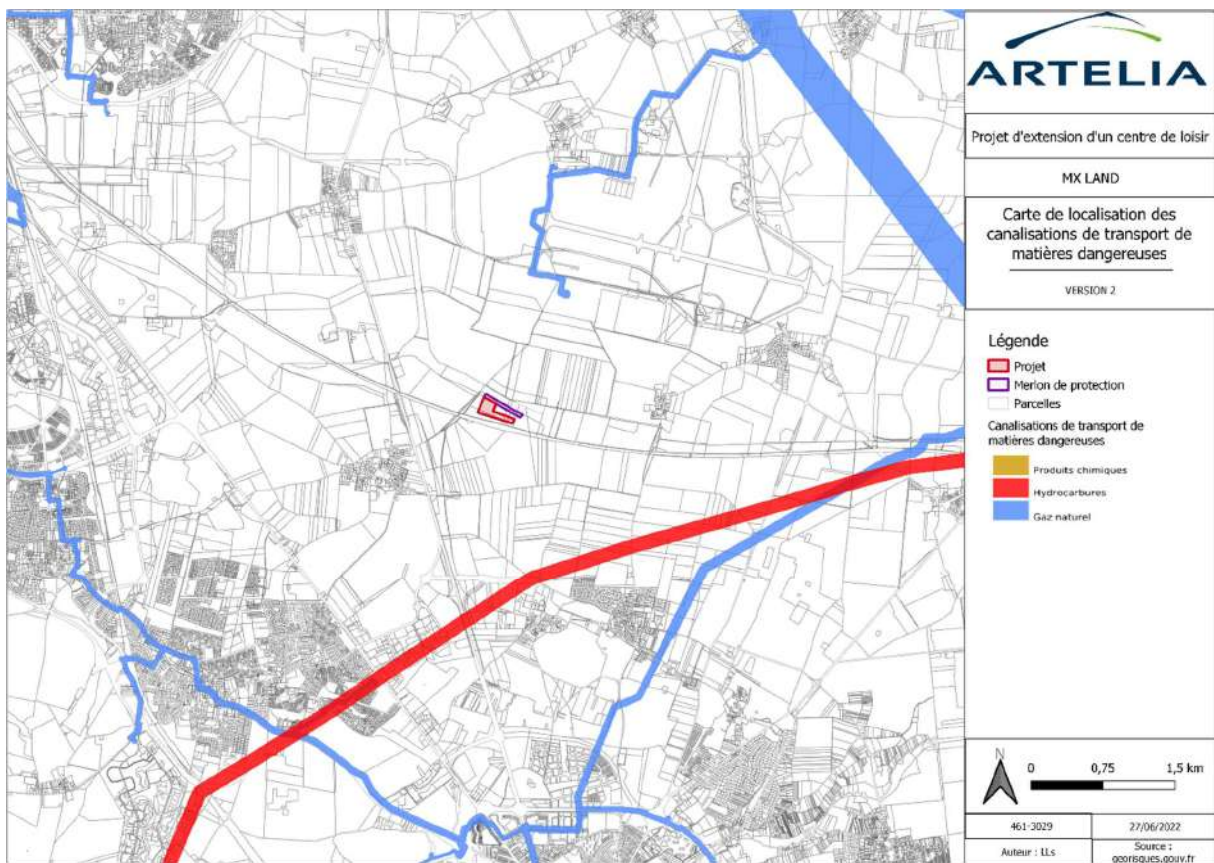 ARTELIA
Projet d'extension d'un centre de loisir
MX LAND
Carte de localisation des
canalisations de transport de
matières dangereuses
VERSION 2
Légende
Projet
Merlon de protection
Parcelles
Canalisations de transport de
matières dangereuses
Produits chimiques
Hydrocarbures
Gaz naturel
N
0 0,75 1,5 km
461-3029 27/06/2022
Auteur : LLs Source :
georisques.gouv.fr